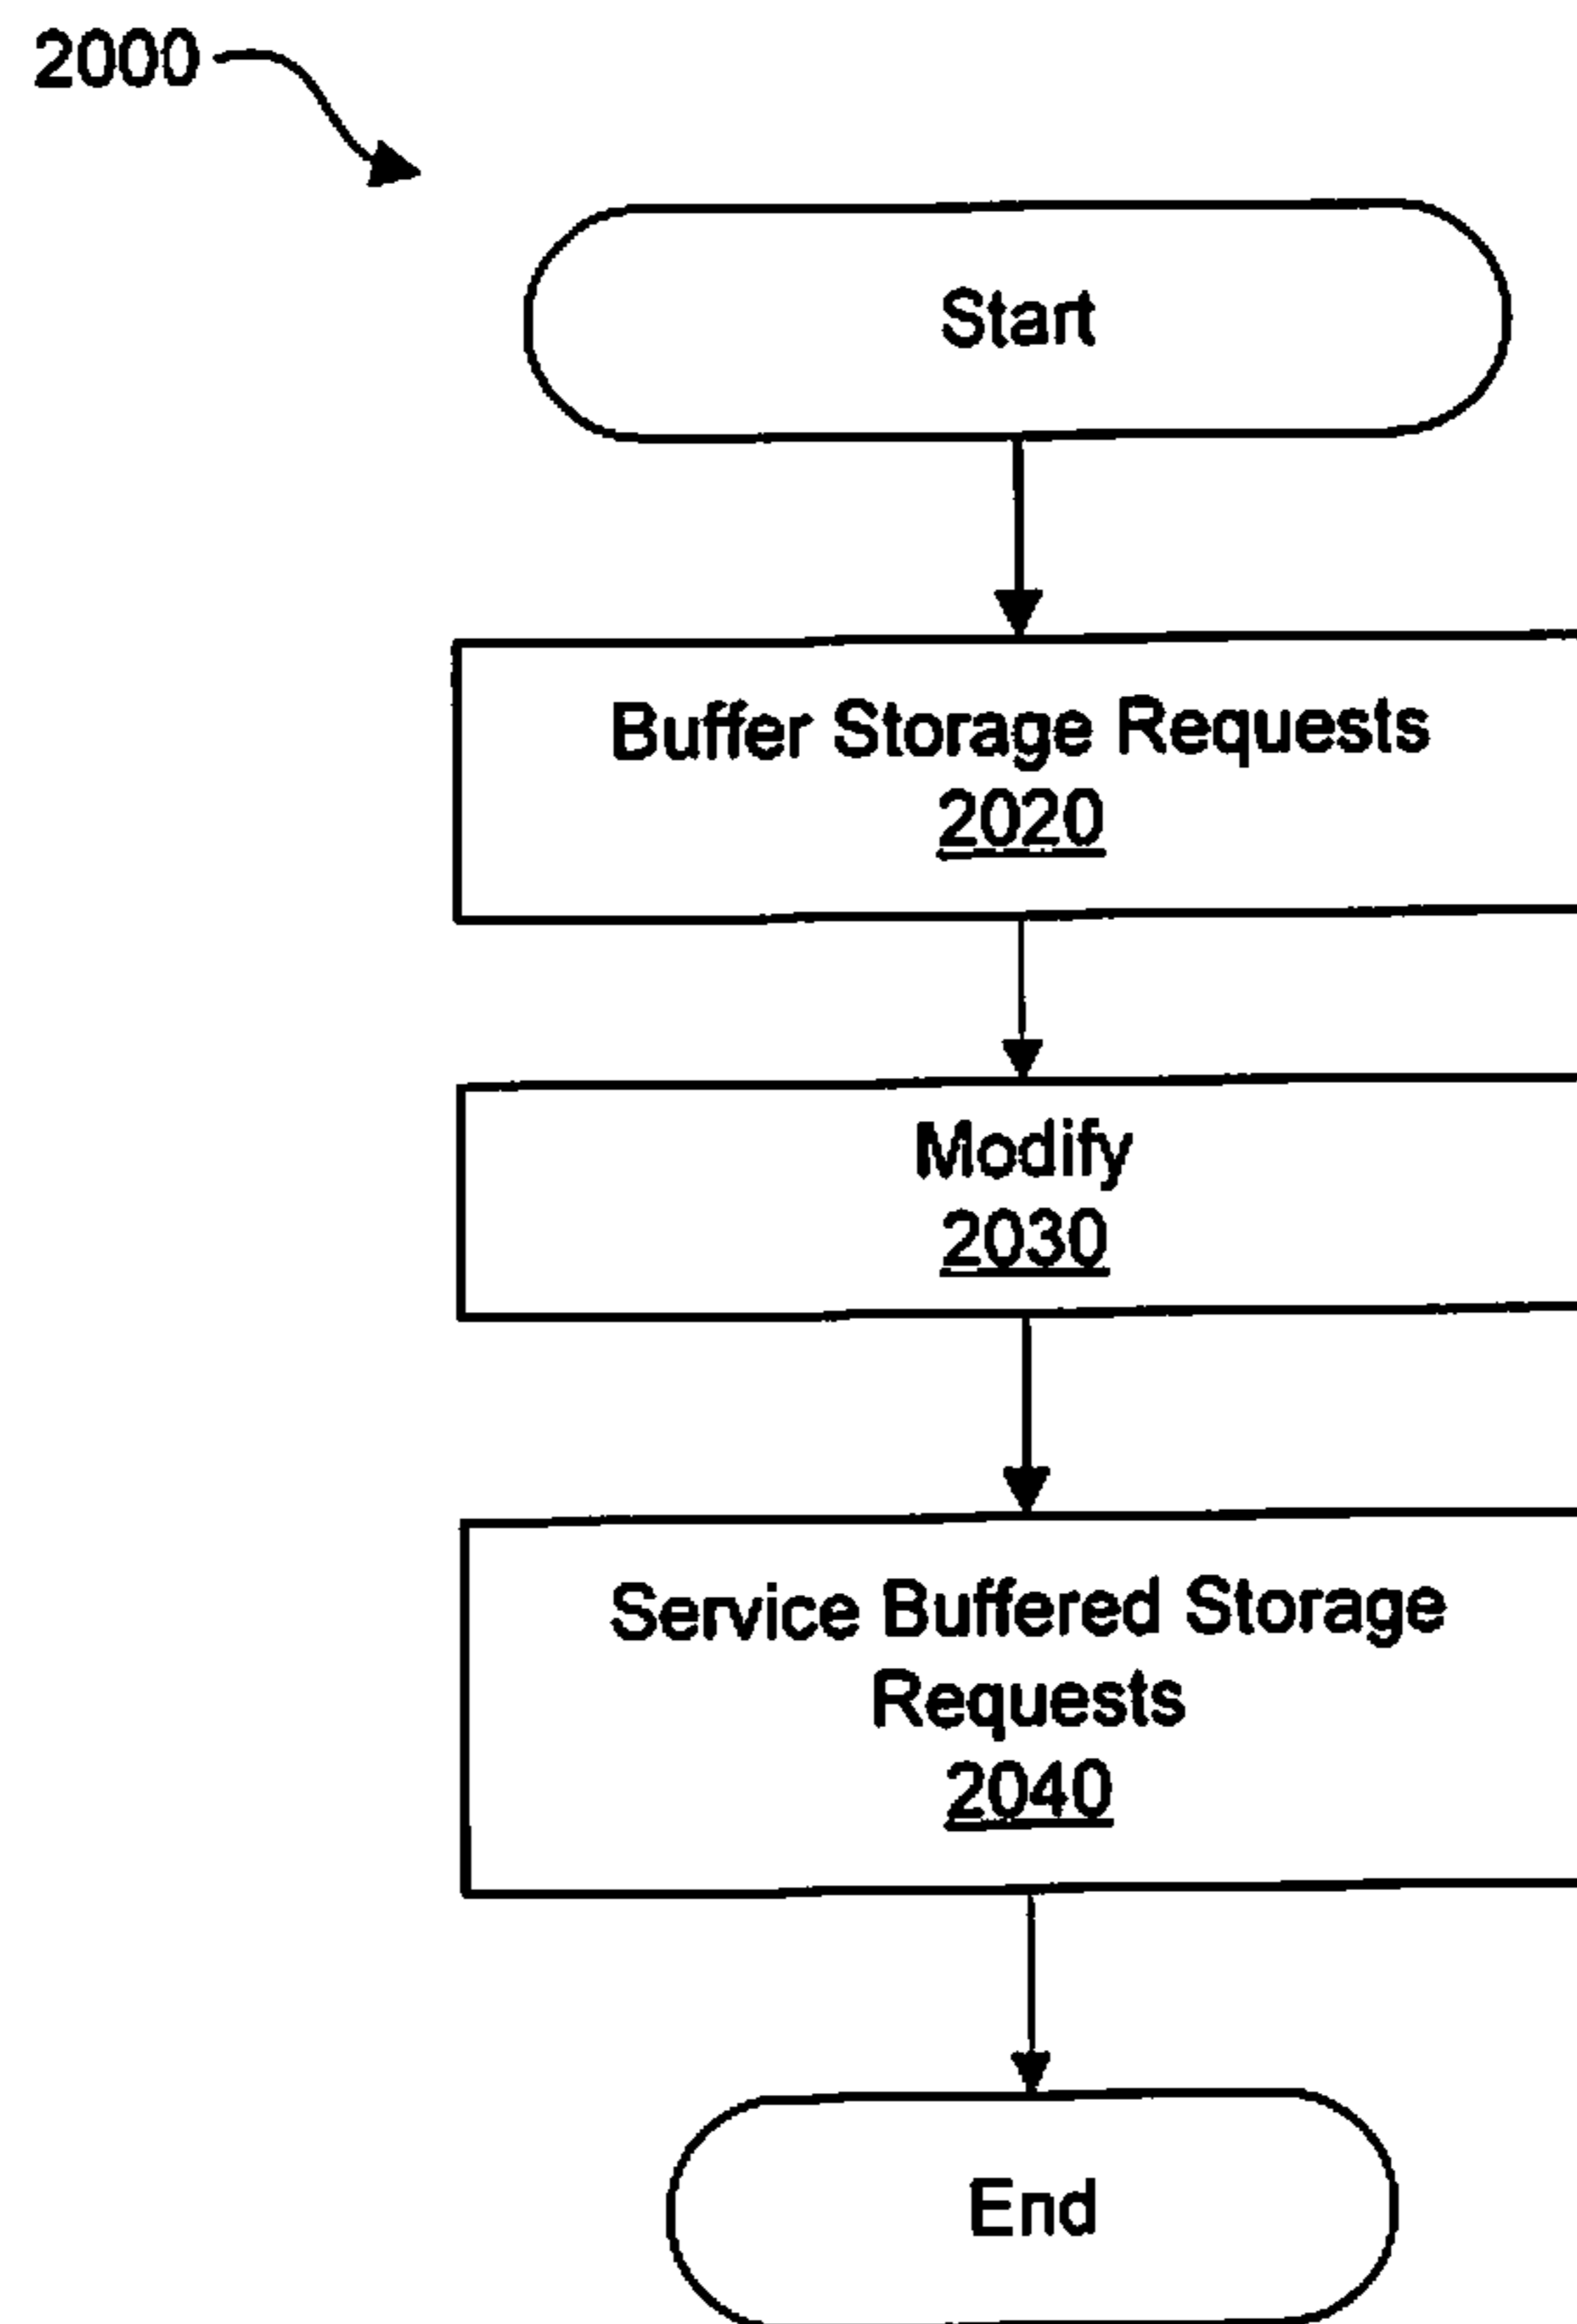 2000
Start
Buffer Storage Requests
2020
Modify
2030
Service Buffered Storage
Requests
2040
End